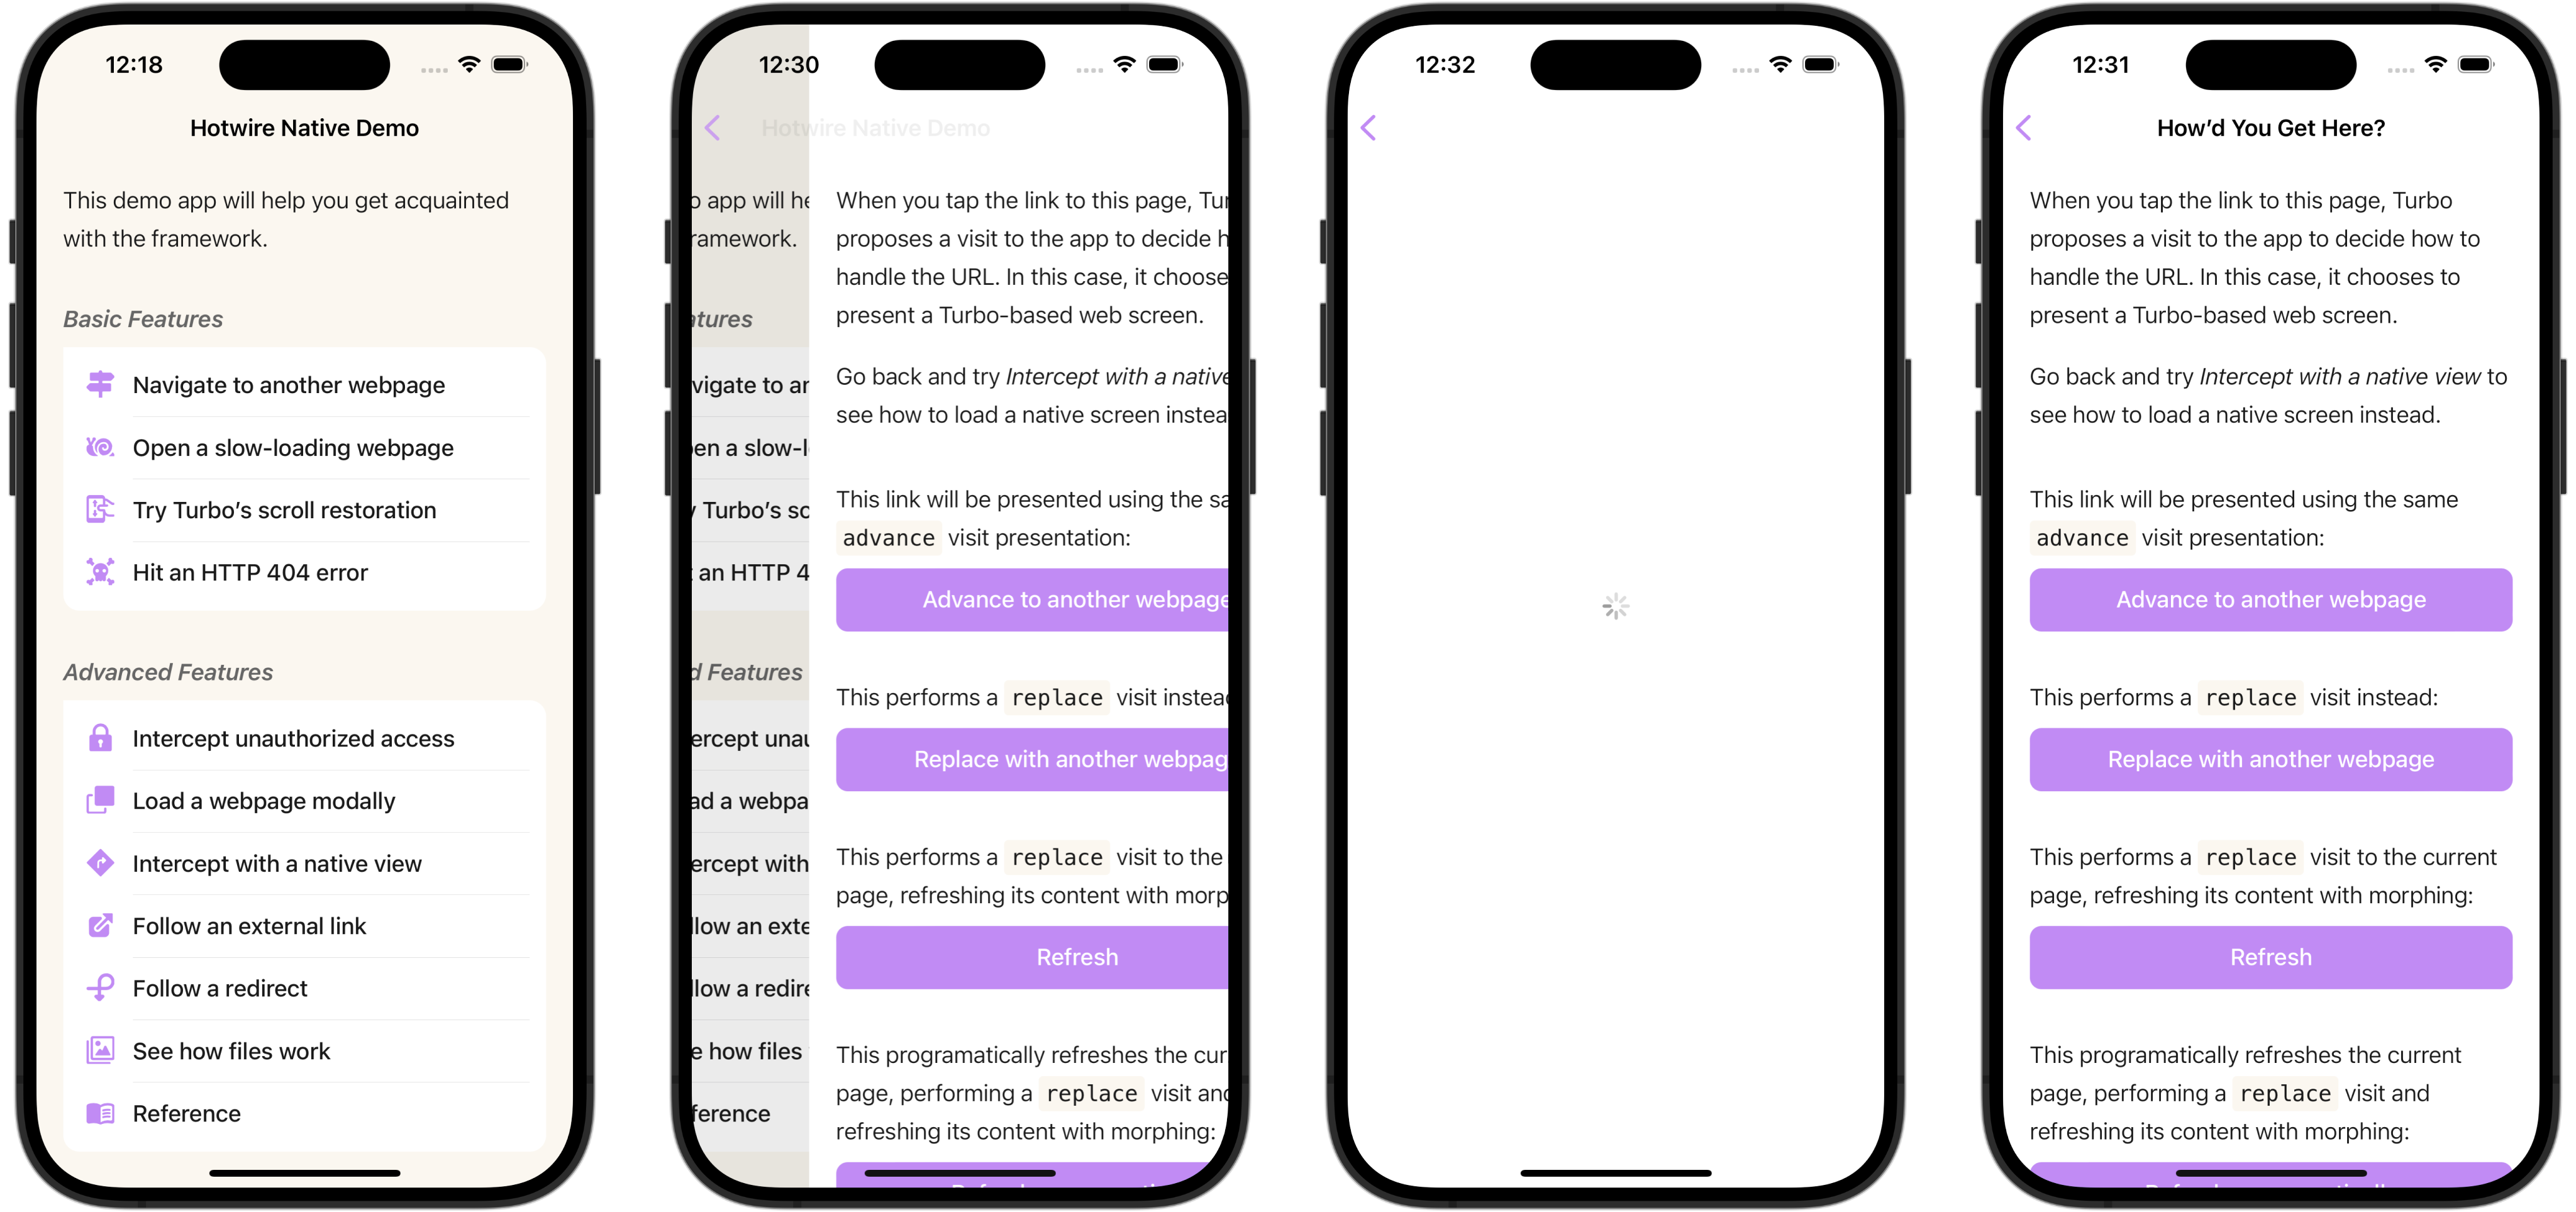 12:18
Hotwire Native Demo
This demo app will help you get acquainted
with the framework.
Basic Features
Navigate to another webpage
Open a slow-loading webpage
Try Turbo’s scroll restoration
Hit an HTTP 404 error
Advanced Features
Intercept unauthorized access
Load a webpage modally
Intercept with a native view
Follow an external link
Follow a redirect
See how files work
Reference
12:30
Hotwire Native Demo
o app will he
ramework.
atures
vigate to an
en a slow-l
y Turbo’s sc
t an HTTP 4
d Features
ercept unau
ad a webpa
ercept with
llow an exte
llow a redire
e how files
ference
When you tap the link to this page, Tur
proposes a visit to the app to decide h
handle the URL. In this case, it choose
present a Turbo-based web screen.
Go back and try Intercept with a native
see how to load a native screen instea
This link will be presented using the sa
advance visit presentation:
Advance to another webpage
This performs a replace visit instead
Replace with another webpag
This performs a replace visit to the
page, refreshing its content with morp
Refresh
This programatically refreshes the cur
page, performing a replace visit and
refreshing its content with morphing:
12:32
12:31
How’d You Get Here?
When you tap the link to this page, Turbo
proposes a visit to the app to decide how to
handle the URL. In this case, it chooses to
present a Turbo-based web screen.
Go back and try Intercept with a native view to
see how to load a native screen instead.
This link will be presented using the same
advance visit presentation:
Advance to another webpage
This performs a replace visit instead:
Replace with another webpage
This performs a replace visit to the current
page, refreshing its content with morphing:
Refresh
This programatically refreshes the current
page, performing a replace visit and
refreshing its content with morphing: